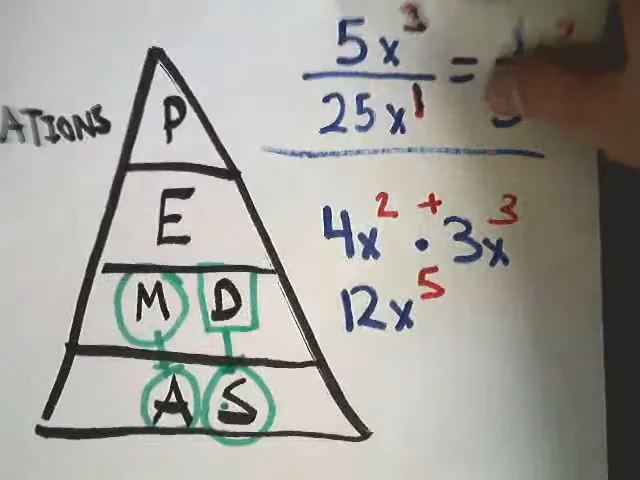 ATIONS
P
E
M D
A S
5x³
25x¹
=
4x² + · 3x³
12x⁵